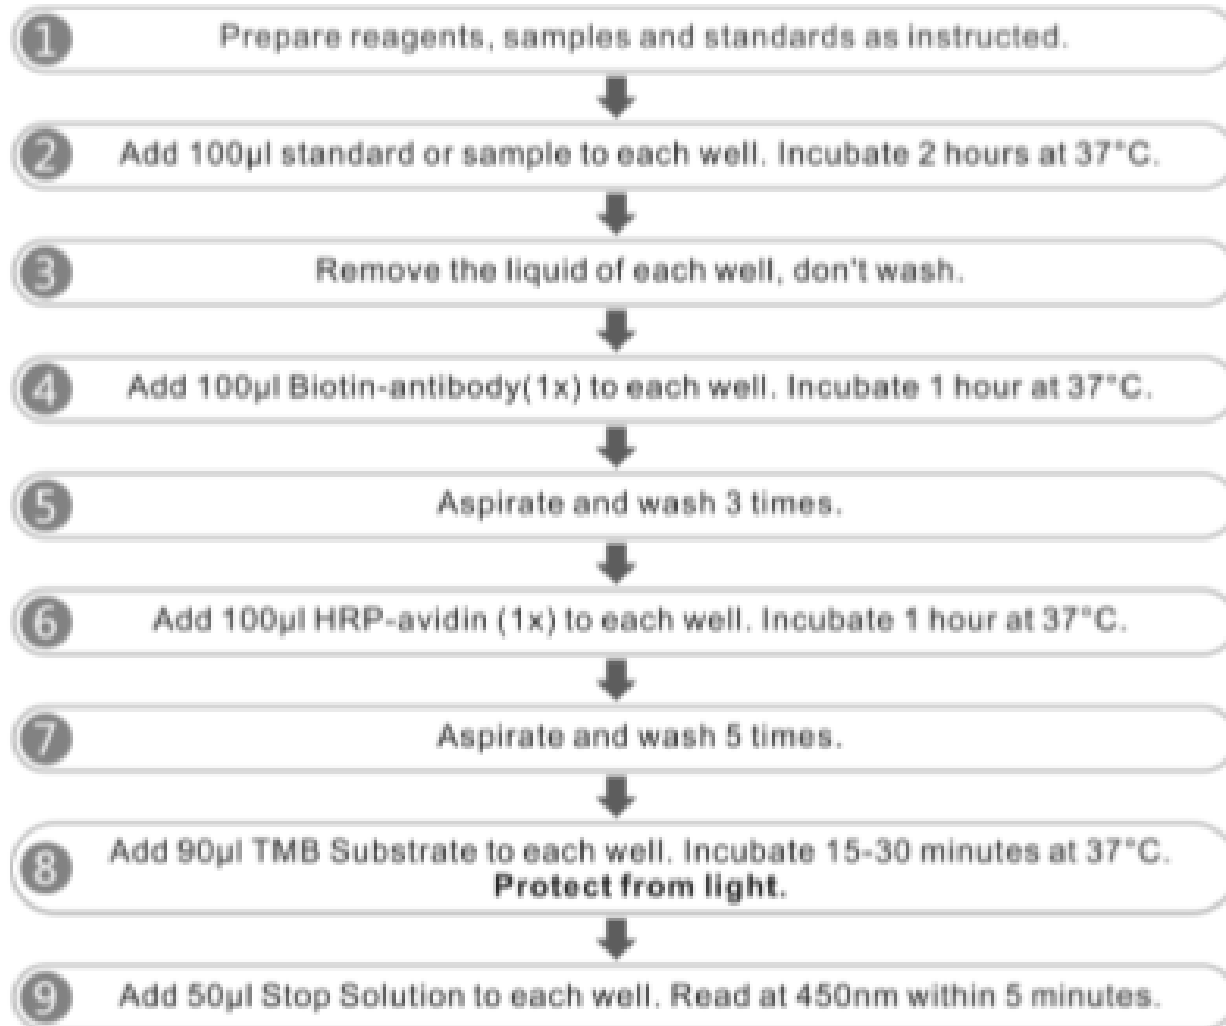 1 Prepare reagents, samples and standards as instructed.
2 Add 100µl standard or sample to each well. Incubate 2 hours at 37°C.
3 Remove the liquid of each well, don't wash.
4 Add 100µl Biotin-antibody(1x) to each well. Incubate 1 hour at 37°C.
5 Aspirate and wash 3 times.
6 Add 100µl HRP-avidin (1x) to each well. Incubate 1 hour at 37°C.
7 Aspirate and wash 5 times.
8 Add 90µl TMB Substrate to each well. Incubate 15-30 minutes at 37°C.
Protect from light.
9 Add 50µl Stop Solution to each well. Read at 450nm within 5 minutes.